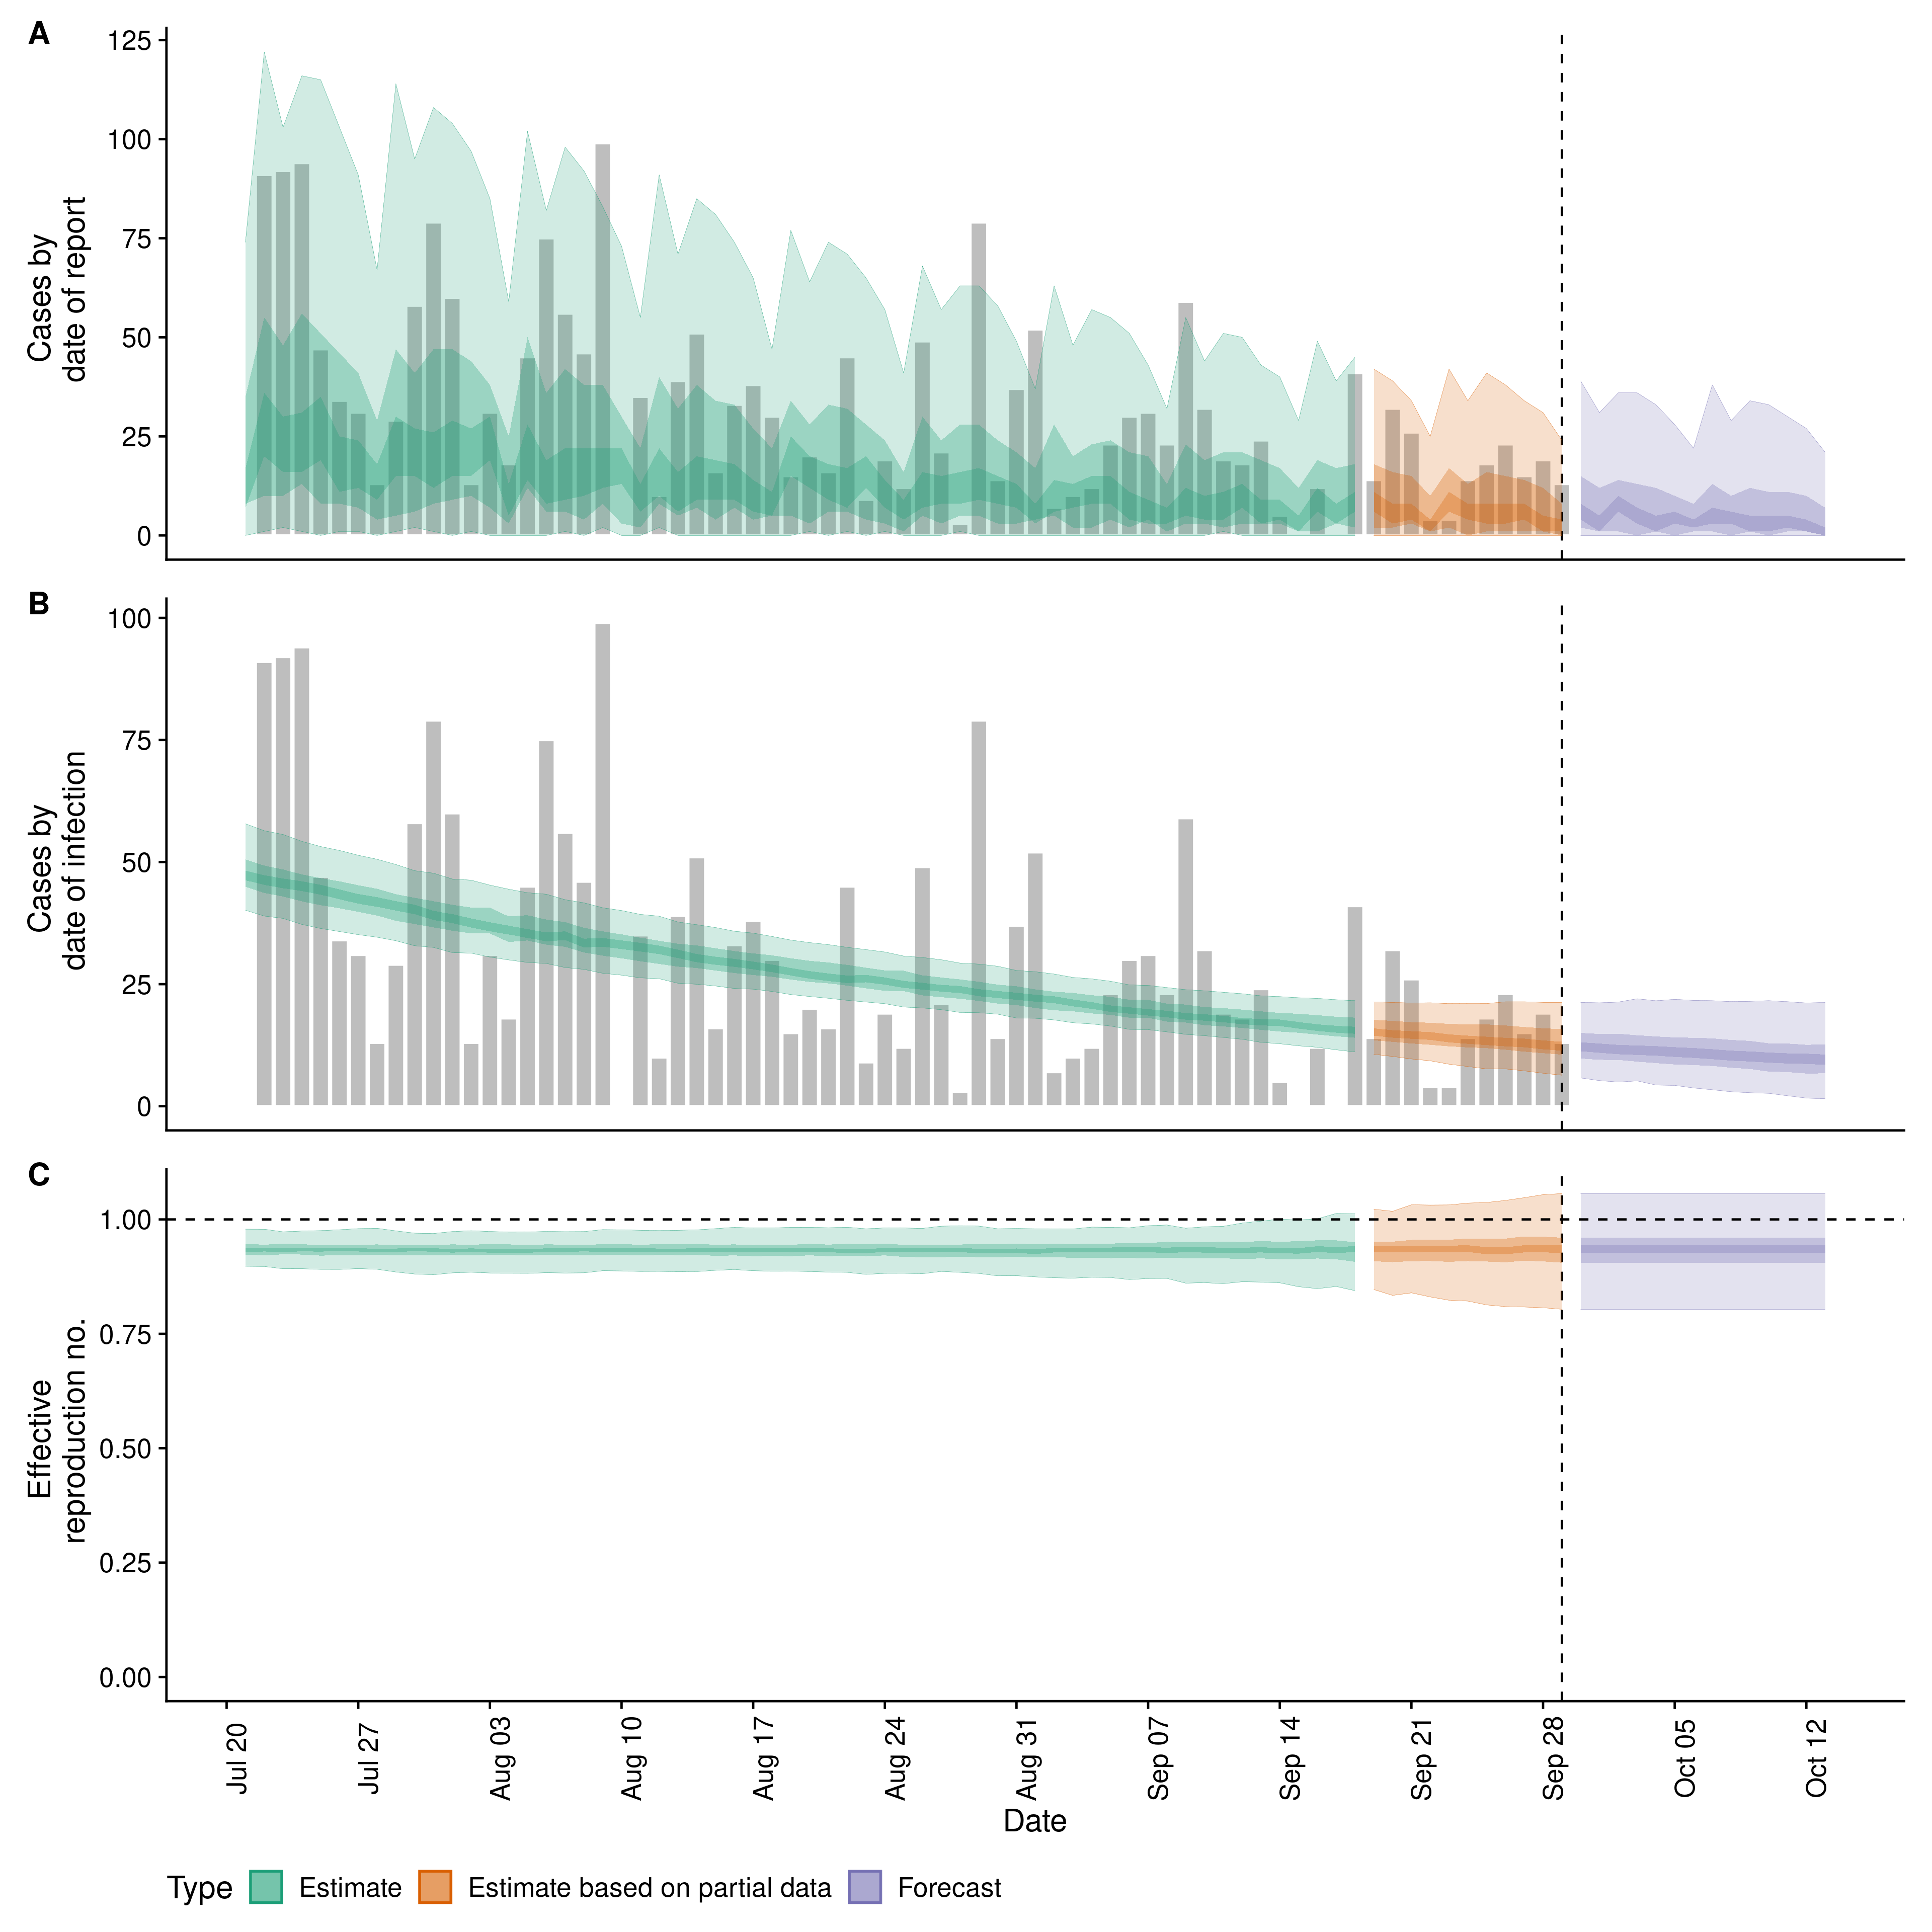 A
125
100
75
50
25
0
Cases by
date of report
B
100
75
50
25
0
Cases by
date of infection
C
1.00
0.75
0.50
0.25
0.00
Effective
reproduction no.
Jul 20
Jul 27
Aug 03
Aug 10
Aug 17
Aug 24
Aug 31
Sep 07
Sep 14
Sep 21
Sep 28
Oct 05
Oct 12
Date
Type Estimate Estimate based on partial data Forecast